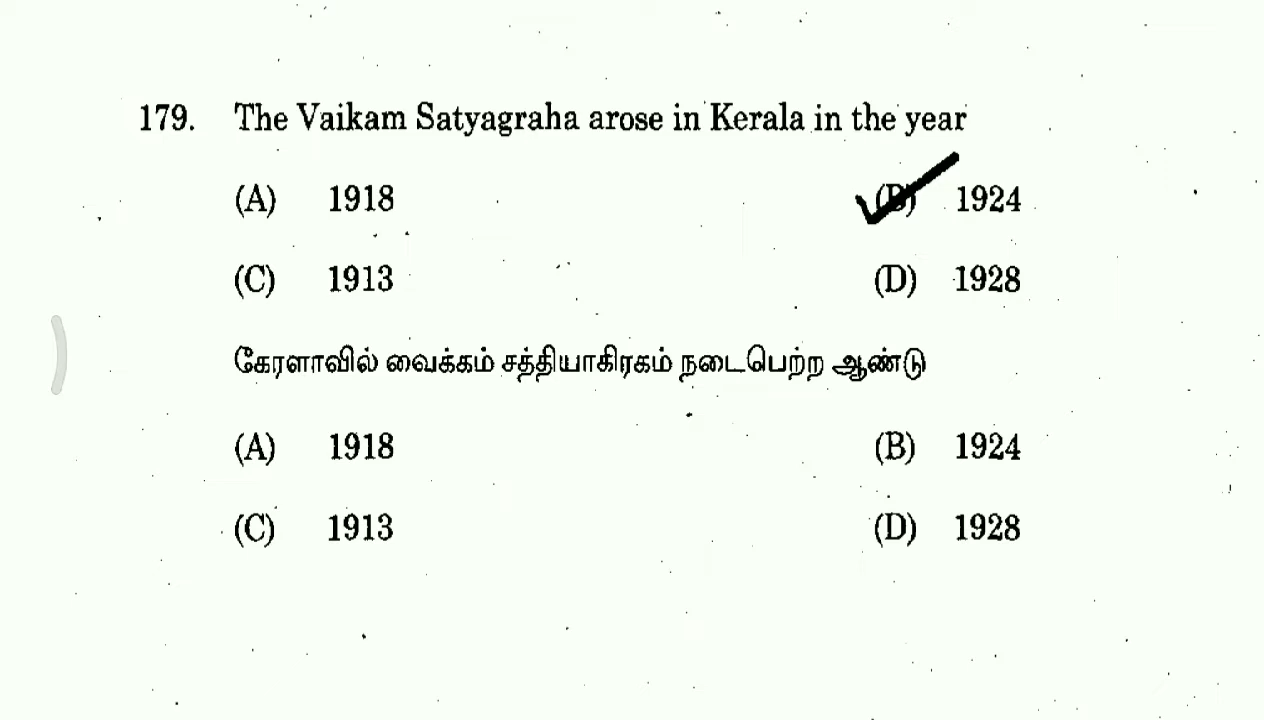 179. The Vaikam Satyagraha arose in Kerala in the year
(A) 1918 (B) 1924
(C) 1913 (D) 1928
கேரளாவில் வைக்கம் சத்தியாகிரகம் நடைபெற்ற ஆண்டு
(A) 1918 (B) 1924
(C) 1913 (D) 1928